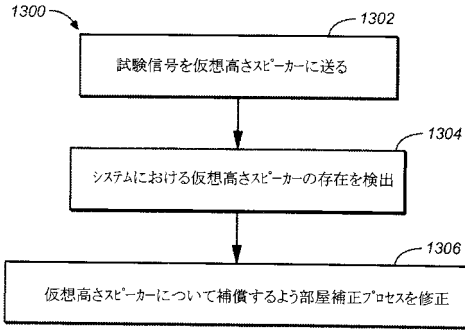 1300
1302
試験信号を仮想高さスピーカーに送る
1304
システムにおける仮想高さスピーカーの存在を検出
1306
仮想高さスピーカーについて補償するよう部屋補正プロセスを修正